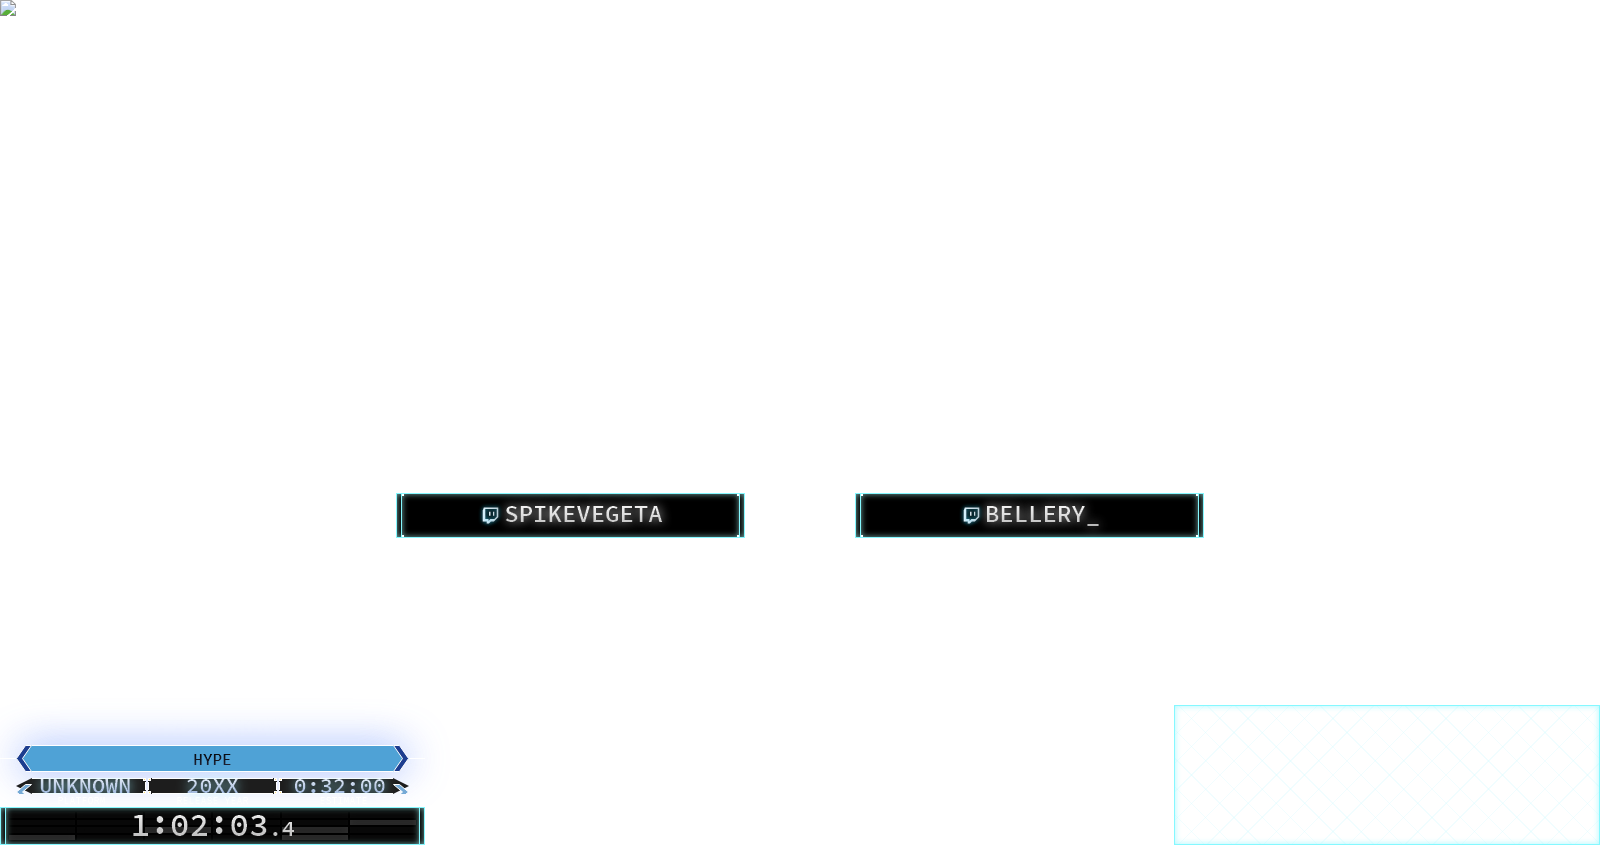 SPIKEVEGETA
BELLERY_
HYPE
UNKNOWN 20XX 0:32:00
1:02:03.4